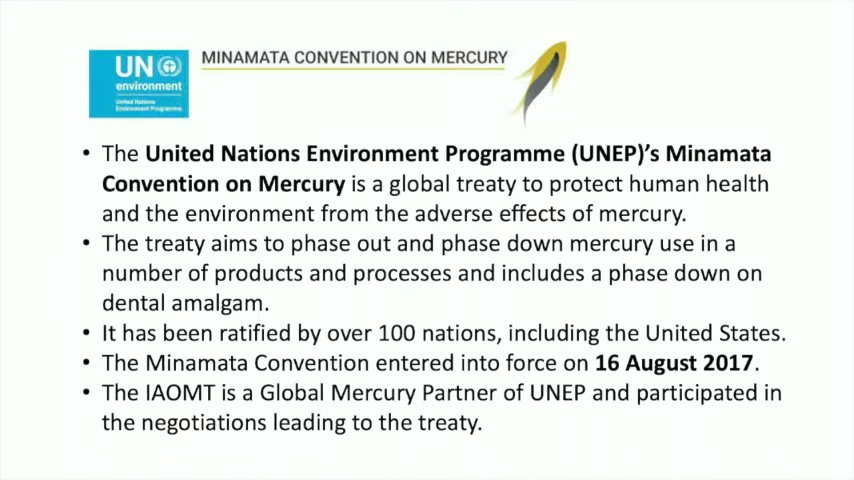 UN
environment
United Nations
Environment Programme
MINAMATA CONVENTION ON MERCURY
• The United Nations Environment Programme (UNEP)’s Minamata
Convention on Mercury is a global treaty to protect human health
and the environment from the adverse effects of mercury.
• The treaty aims to phase out and phase down mercury use in a
number of products and processes and includes a phase down on
dental amalgam.
• It has been ratified by over 100 nations, including the United States.
• The Minamata Convention entered into force on 16 August 2017.
• The IAOMT is a Global Mercury Partner of UNEP and participated in
the negotiations leading to the treaty.